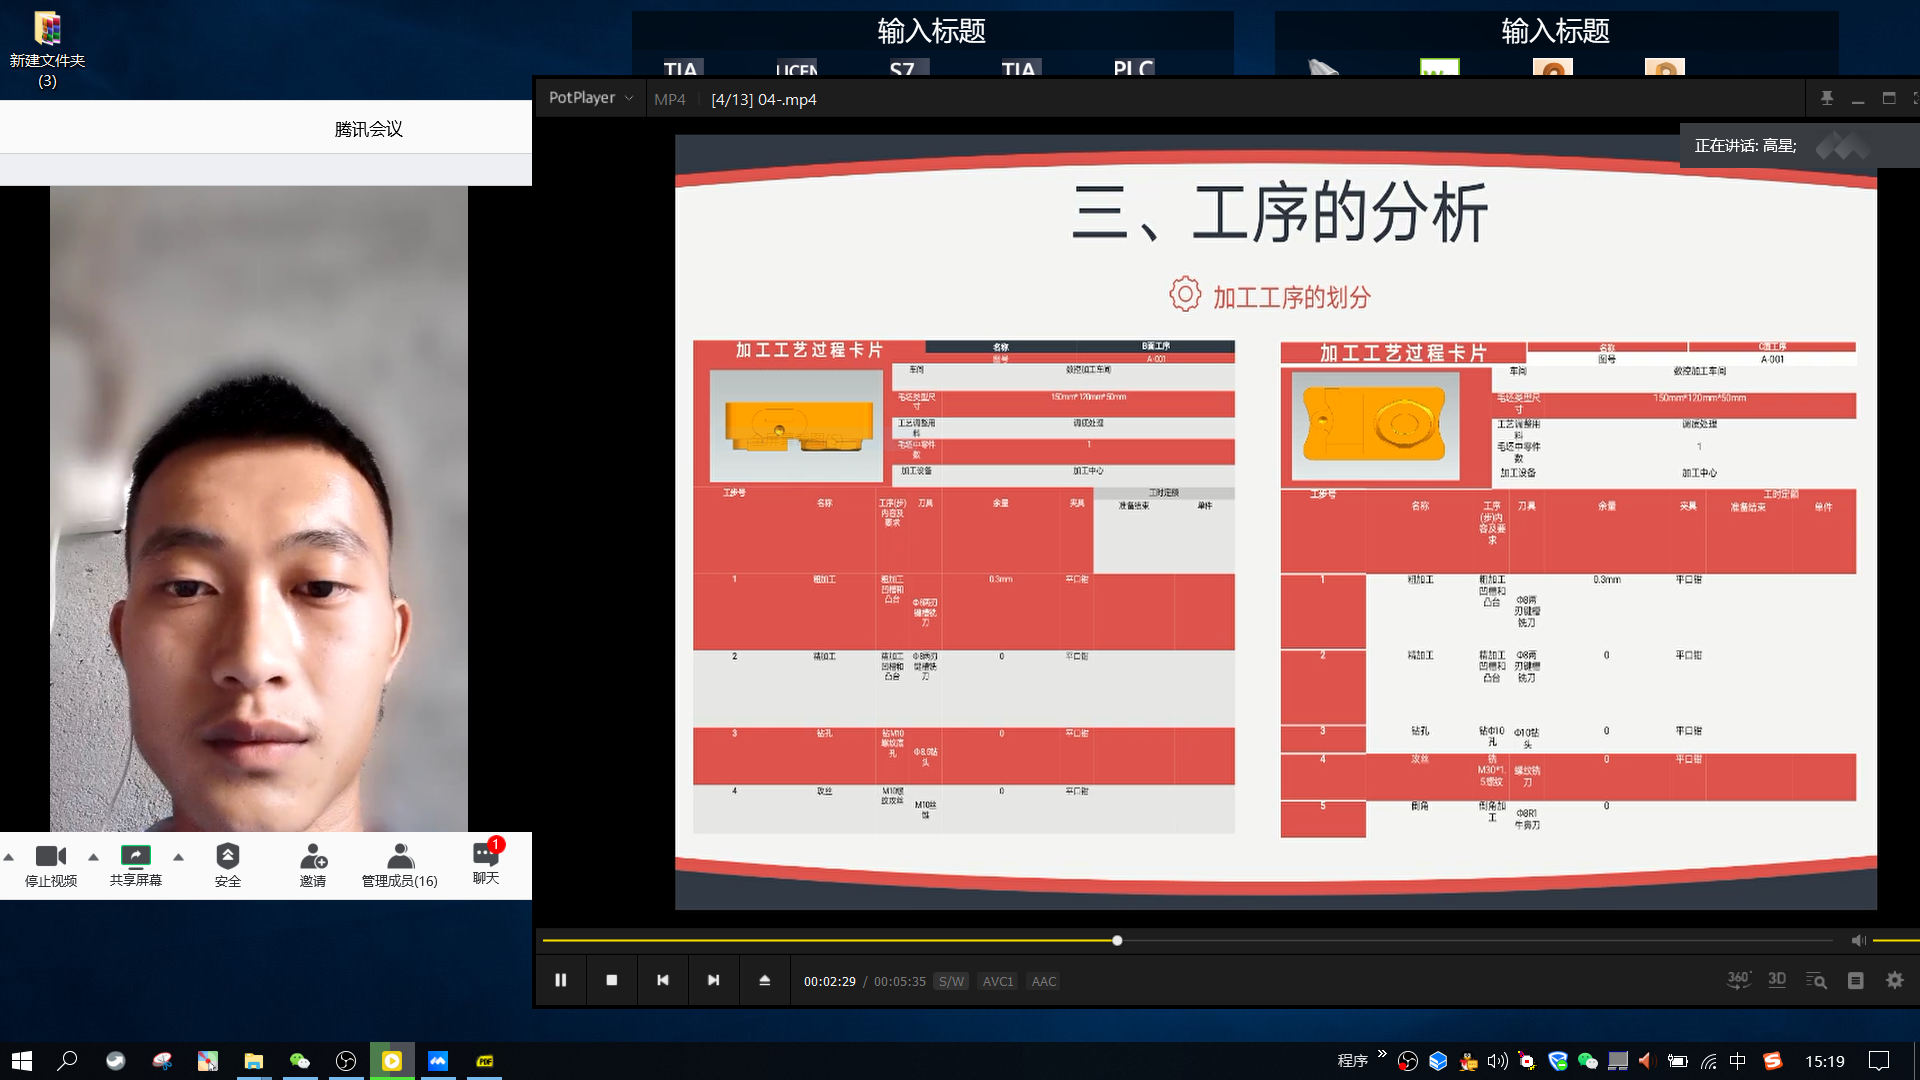 新建文件夹
(3)
输入标题
输入标题
TIA
S7
TIA
PLC
腾讯会议
PotPlayer
MP4
[4/13] 04-.mp4
正在讲话: 高星;
三、工序的分析
加工工序的划分
加工工艺过程卡片
名称
B面工序
图号
A-001
车间
数控加工车间
毛坯类型尺
寸
150mm*120mm*50mm
工艺调整用
料
调质处理
毛坯中零件
数
1
加工设备
加工中心
工步号
名称
工序(步)
内容及
要求
刀具
余量
夹具
工时定额
准备结束
单件
1
粗加工
粗加工
凹槽和
凸台
Φ8两刃
键槽铣
刀
0.3mm
平口钳
2
精加工
精加工
凹槽和
凸台
Φ8两刃
键槽铣
刀
0
平口钳
3
钻孔
钻M10
螺纹底
孔
钻
头
0
平口钳
4
攻丝
M10螺
纹攻丝
M10丝
锥
0
平口钳
加工工艺过程卡片
名称
C面工序
图号
A-001
车间
数控加工车间
毛坯类型尺
寸
150mm*120mm*50mm
工艺调整用
料
调质处理
毛坯中零件
数
1
加工设备
加工中心
工步号
名称
工序
(步)内
容及要
求
刀具
余量
夹具
工时定额
准备结束
单件
1
粗加工
粗加工
凹槽和
凸台
Φ8两
刃键槽
铣刀
0.3mm
平口钳
2
精加工
精加工
凹槽和
凸台
Φ8两
刃键槽
铣刀
0
平口钳
3
钻孔
钻Φ10
孔
Φ10钻
头
0
平口钳
4
攻丝
铣
M30*1.
5螺纹
螺纹铣
刀
0
平口钳
5
倒角
倒角加
工
Φ8R1
牛鼻刀
0
停止视频
共享屏幕
安全
邀请
管理成员(16)
聊天
1
00:02:29 / 00:05:35
S/W
AVC1
AAC
360°
3D
PDF
程序
中
15:19